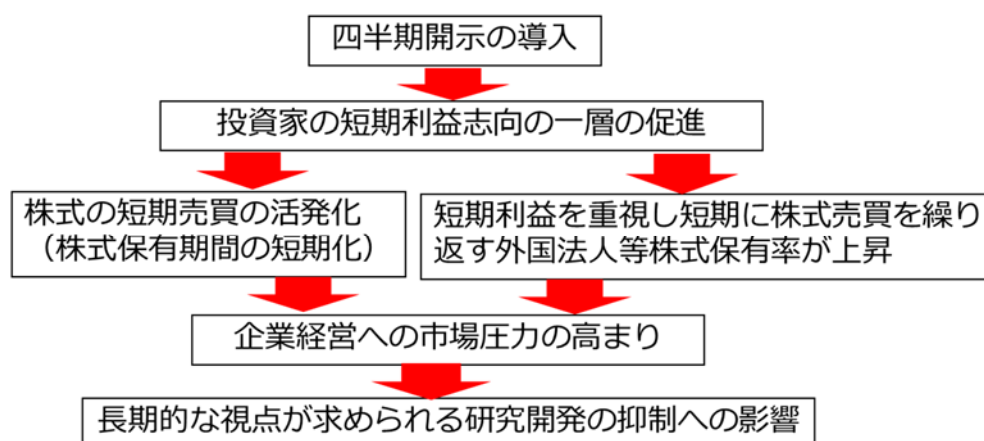 四半期開示の導入
投資家の短期利益志向の一層の促進
株式の短期売買の活発化
（株式保有期間の短期化）
短期利益を重視し短期に株式売買を繰り
返す外国法人等株式保有率が上昇
企業経営への市場圧力の高まり
長期的な視点が求められる研究開発の抑制への影響